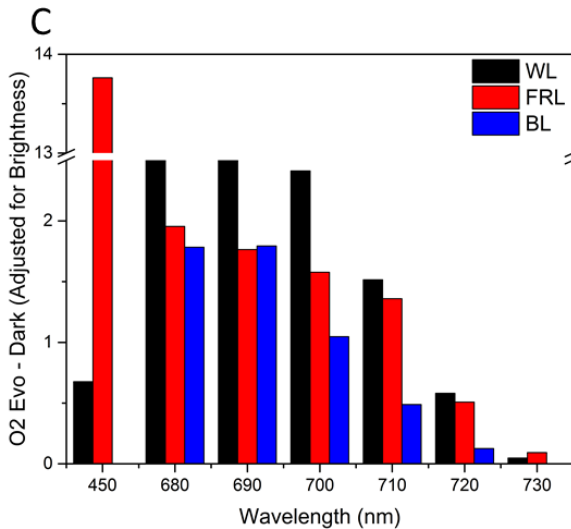 C
O2 Evo - Dark (Adjusted for Brightness)
14
13
2
1
0
WL
FRL
BL
450 680 690 700 710 720 730
Wavelength (nm)